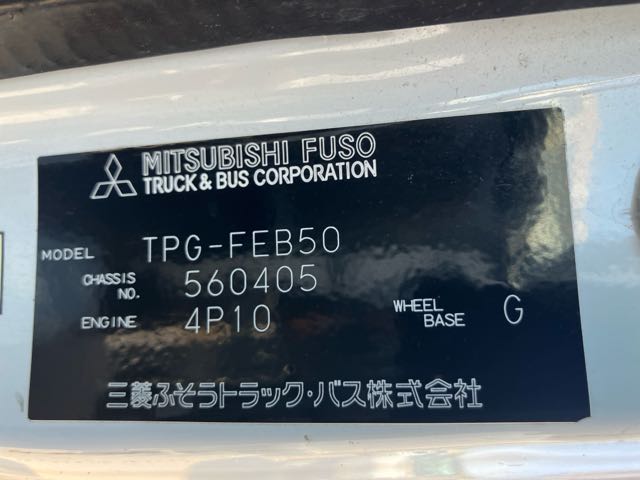 MITSUBISHI FUSO
TRUCK & BUS CORPORATION
MODEL TPG-FEB50
CHASSIS NO. 560405
ENGINE 4P10
WHEEL BASE G
三菱ふそうトラック・バス株式会社